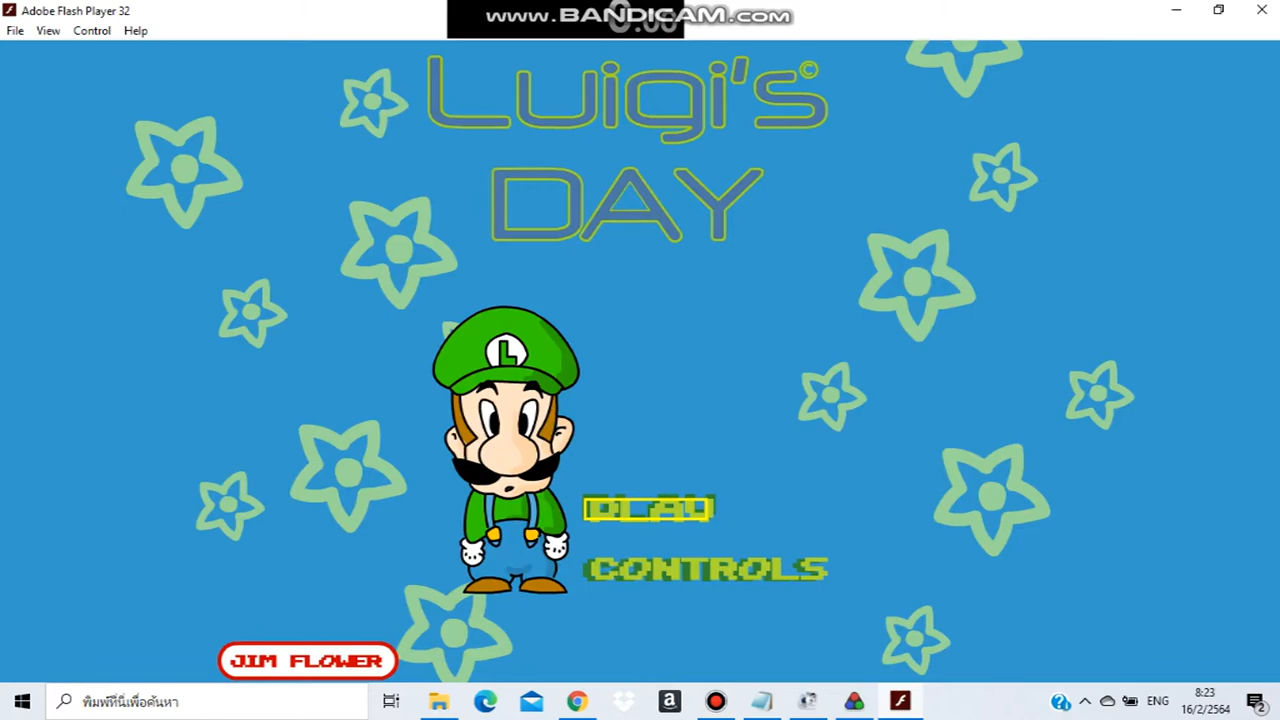 Adobe Flash Player 32
www.BANDICAM.com
File View Control Help
Luigi's©
DAY
L
PLAY
CONTROLS
JIM FLOWER
พิมพ์ที่นี่เพื่อค้นหา
a
ENG
8:23
16/2/2564
2